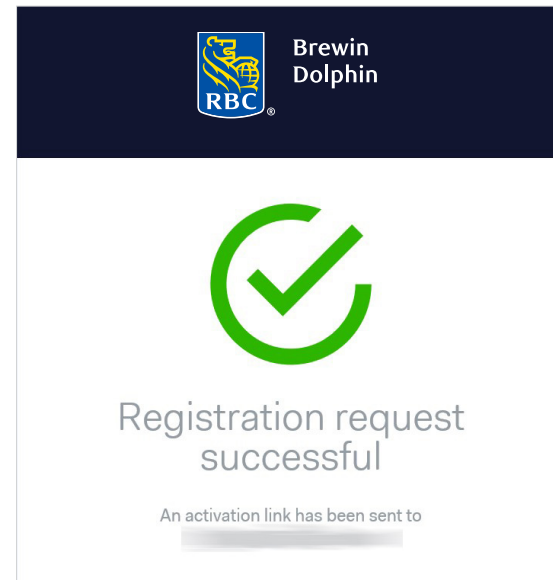 RBC
®
Brewin
Dolphin
Registration request
successful
An activation link has been sent to